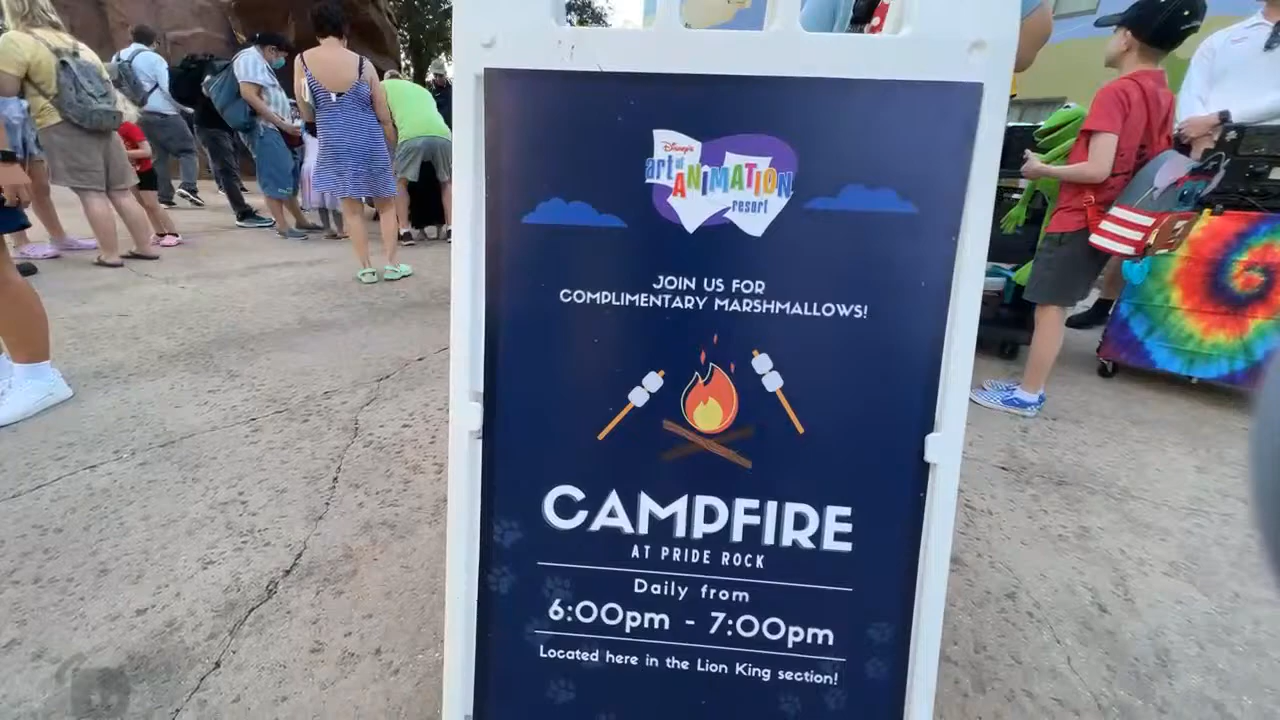 Disney's
art of
ANIMATION
resort
JOIN US FOR
COMPLIMENTARY MARSHMALLOWS!
CAMPFIRE
AT PRIDE ROCK
Daily from
6:00pm - 7:00pm
Located here in the Lion King section!